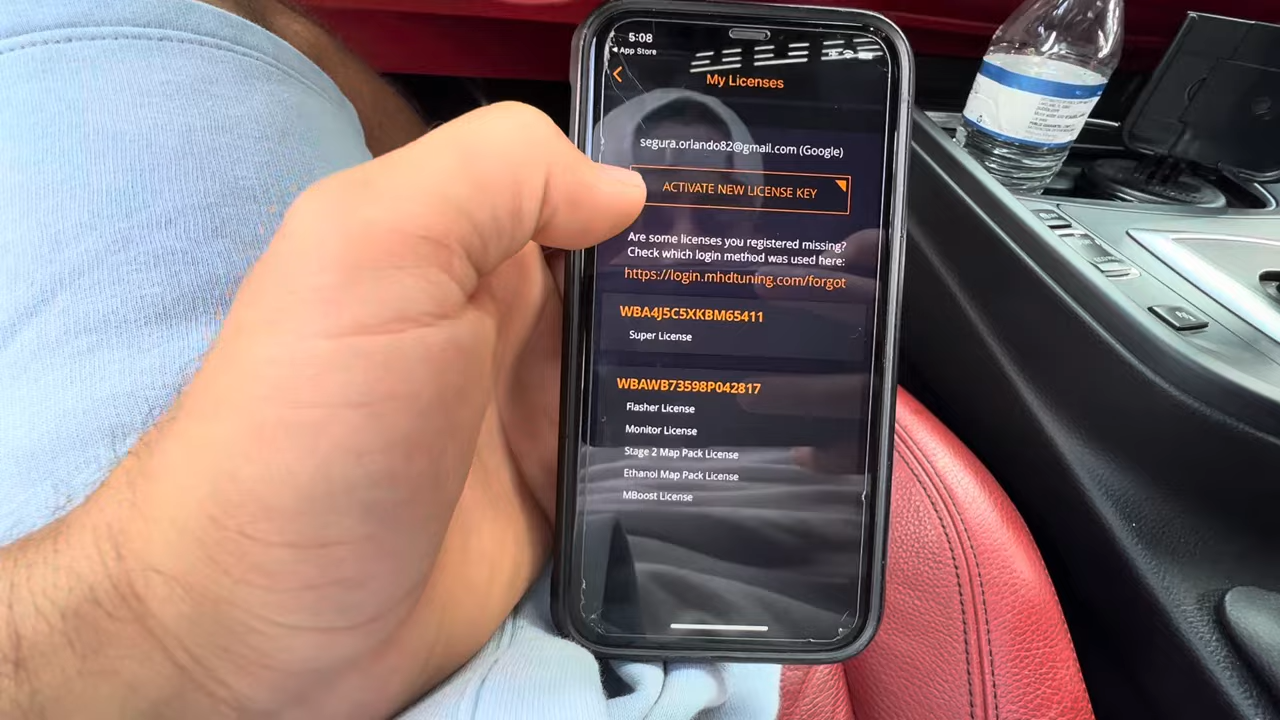 5:08
App Store
My Licenses
segura.orlando82@gmail.com (Google)
ACTIVATE NEW LICENSE KEY
Are some licenses you registered missing?
Check which login method was used here:
https://login.mhdtuning.com/forgot
WBA4J5C5XKBM65411
Super License
WBAWB73598P042817
Flasher License
Monitor License
Stage 2 Map Pack License
Ethanol Map Pack License
MBoost License